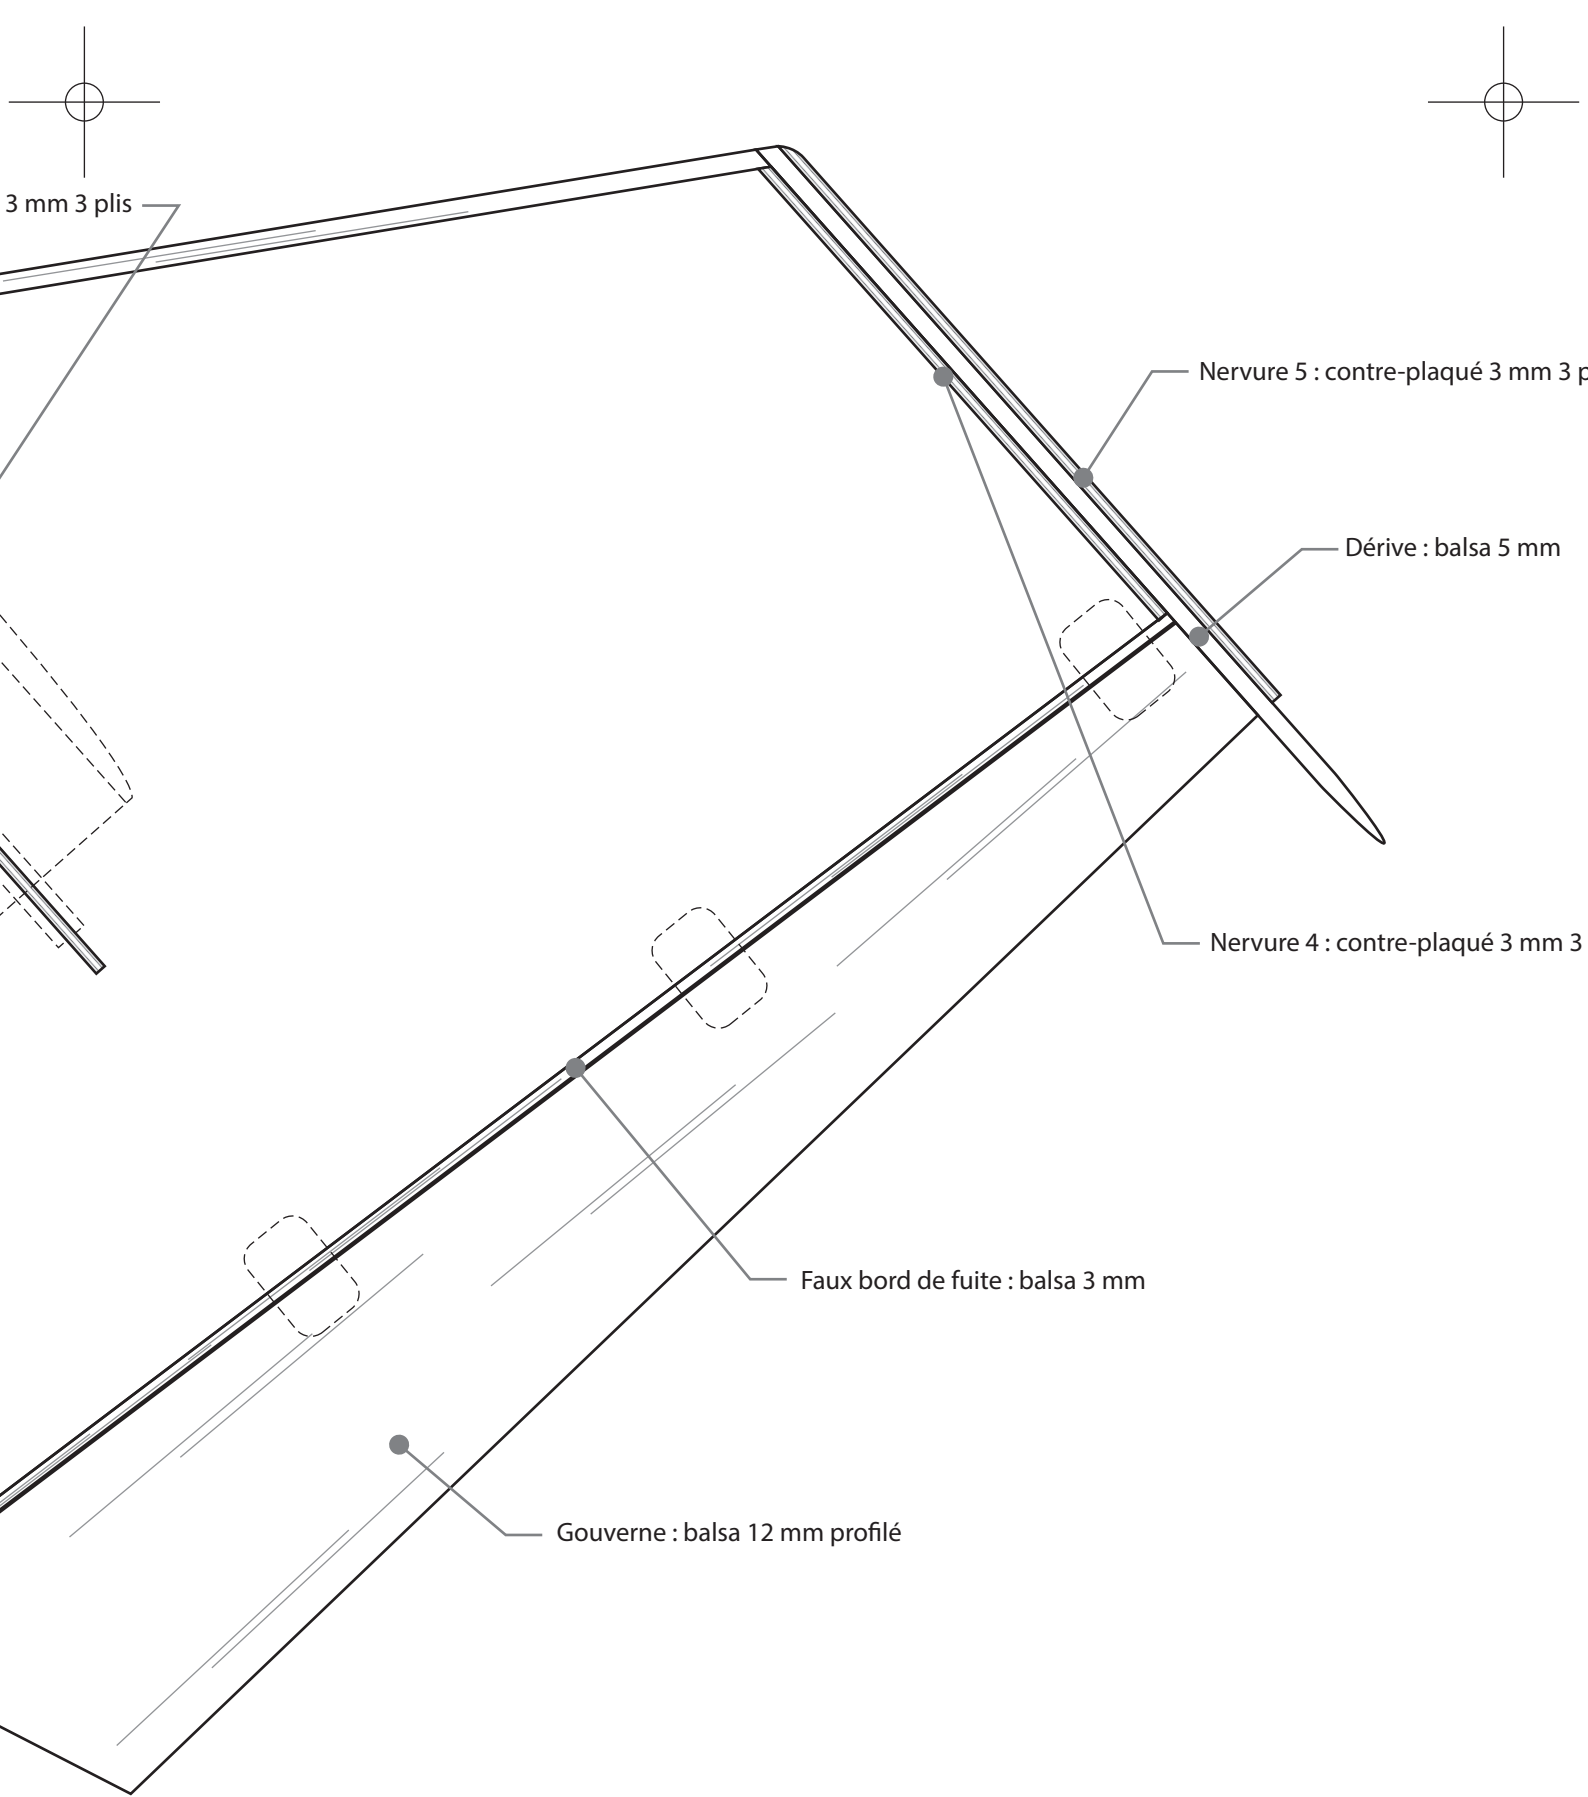 3 mm 3 plis
Nervure 5 : contre-plaqué 3 mm 3
Dérive : balsa 5 mm
Nervure 4 : contre-plaqué 3 mm 3
Faux bord de fuite : balsa 3 mm
Gouverne : balsa 12 mm profilé